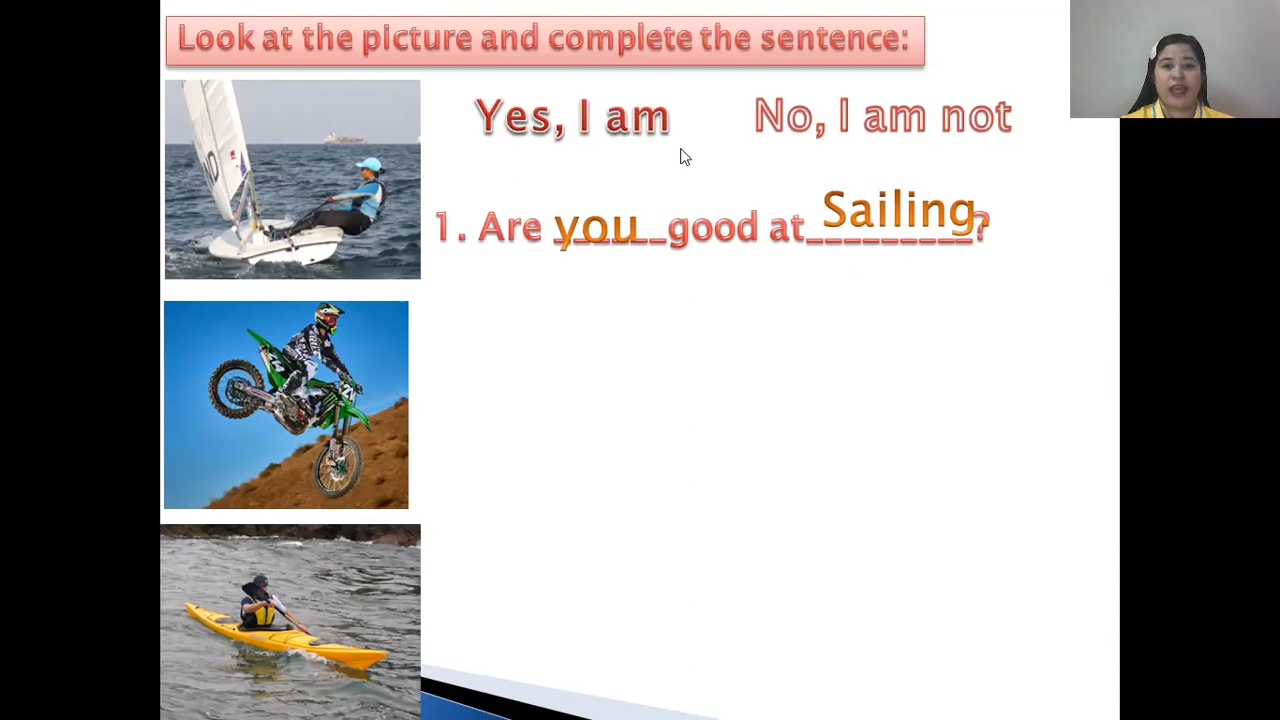 Look at the picture and complete the sentence:
Yes, I am
No, I am not
1. Are you good at Sailing?